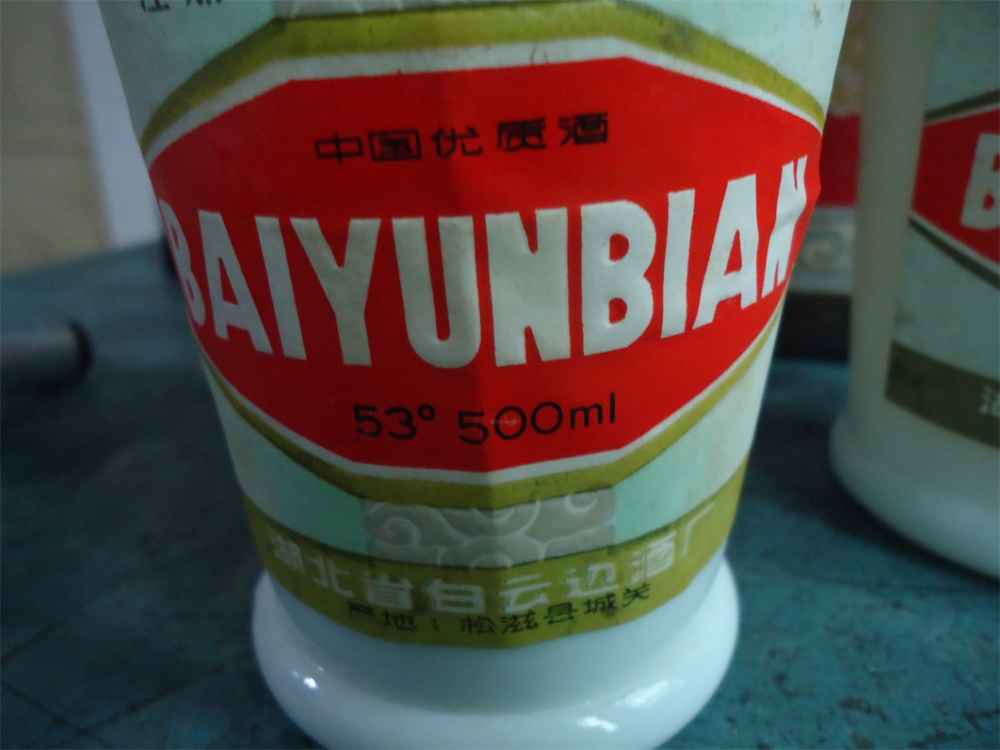 中国优质酒
BAIYUNBIAN
53° 500ml
湖北省白云边酒厂
产地：松滋县城关
B